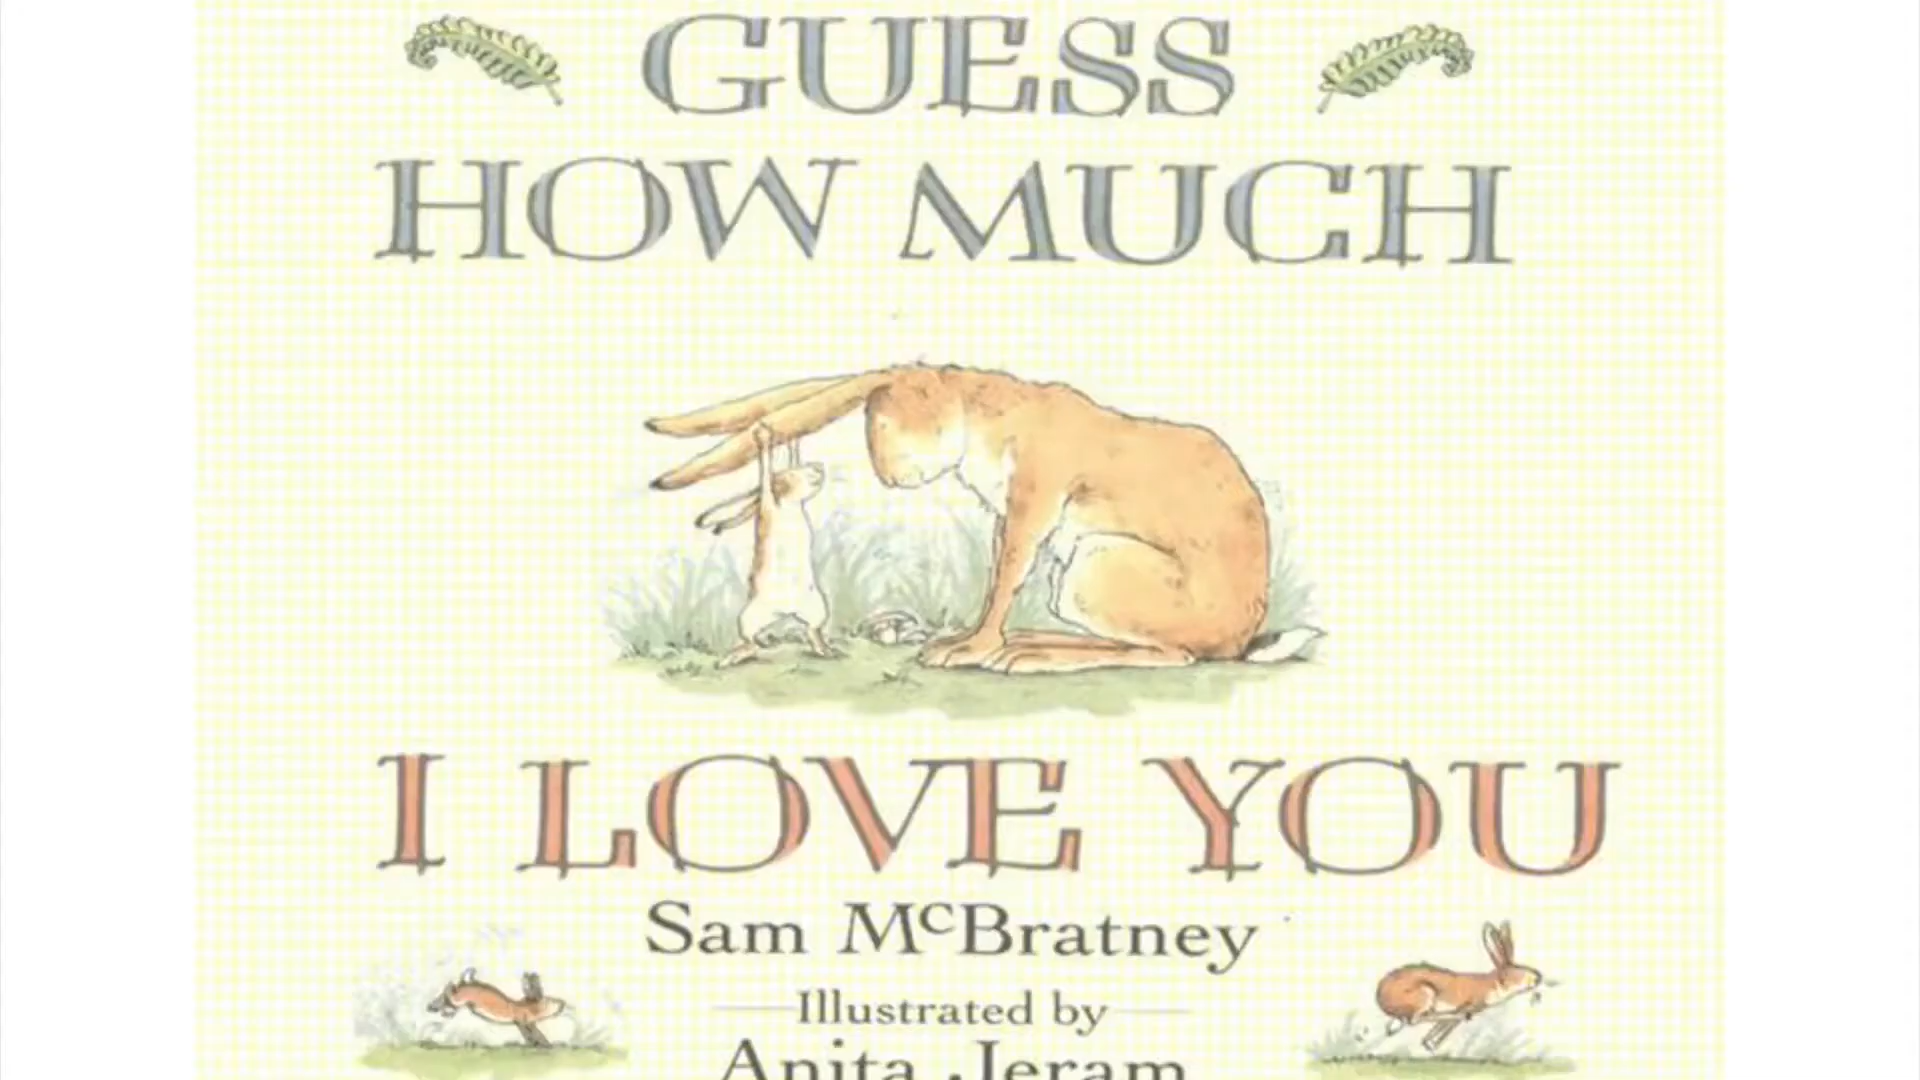 GUESS
HOW MUCH
I LOVE YOU
Sam McBratney
Illustrated by
Anita Jeram